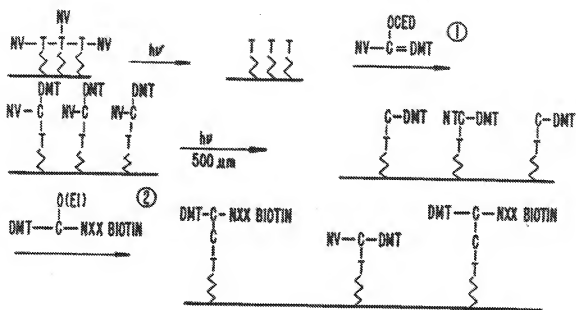 NV
NV-T-T-T-NV
hν
T T T
OCED
NV-C=DMT
①
DMT DMT DMT
NV-C NV-C NV-C
T T T
hν
500 μm
C-DMT NTC-DMT C-DMT
T T T
O(EI)
②
DMT-C-NXX BIOTIN
DMT-C-NXX BIOTIN
C
T
NV-C-DMT
T
DMT-C-NXX BIOTIN
C
T